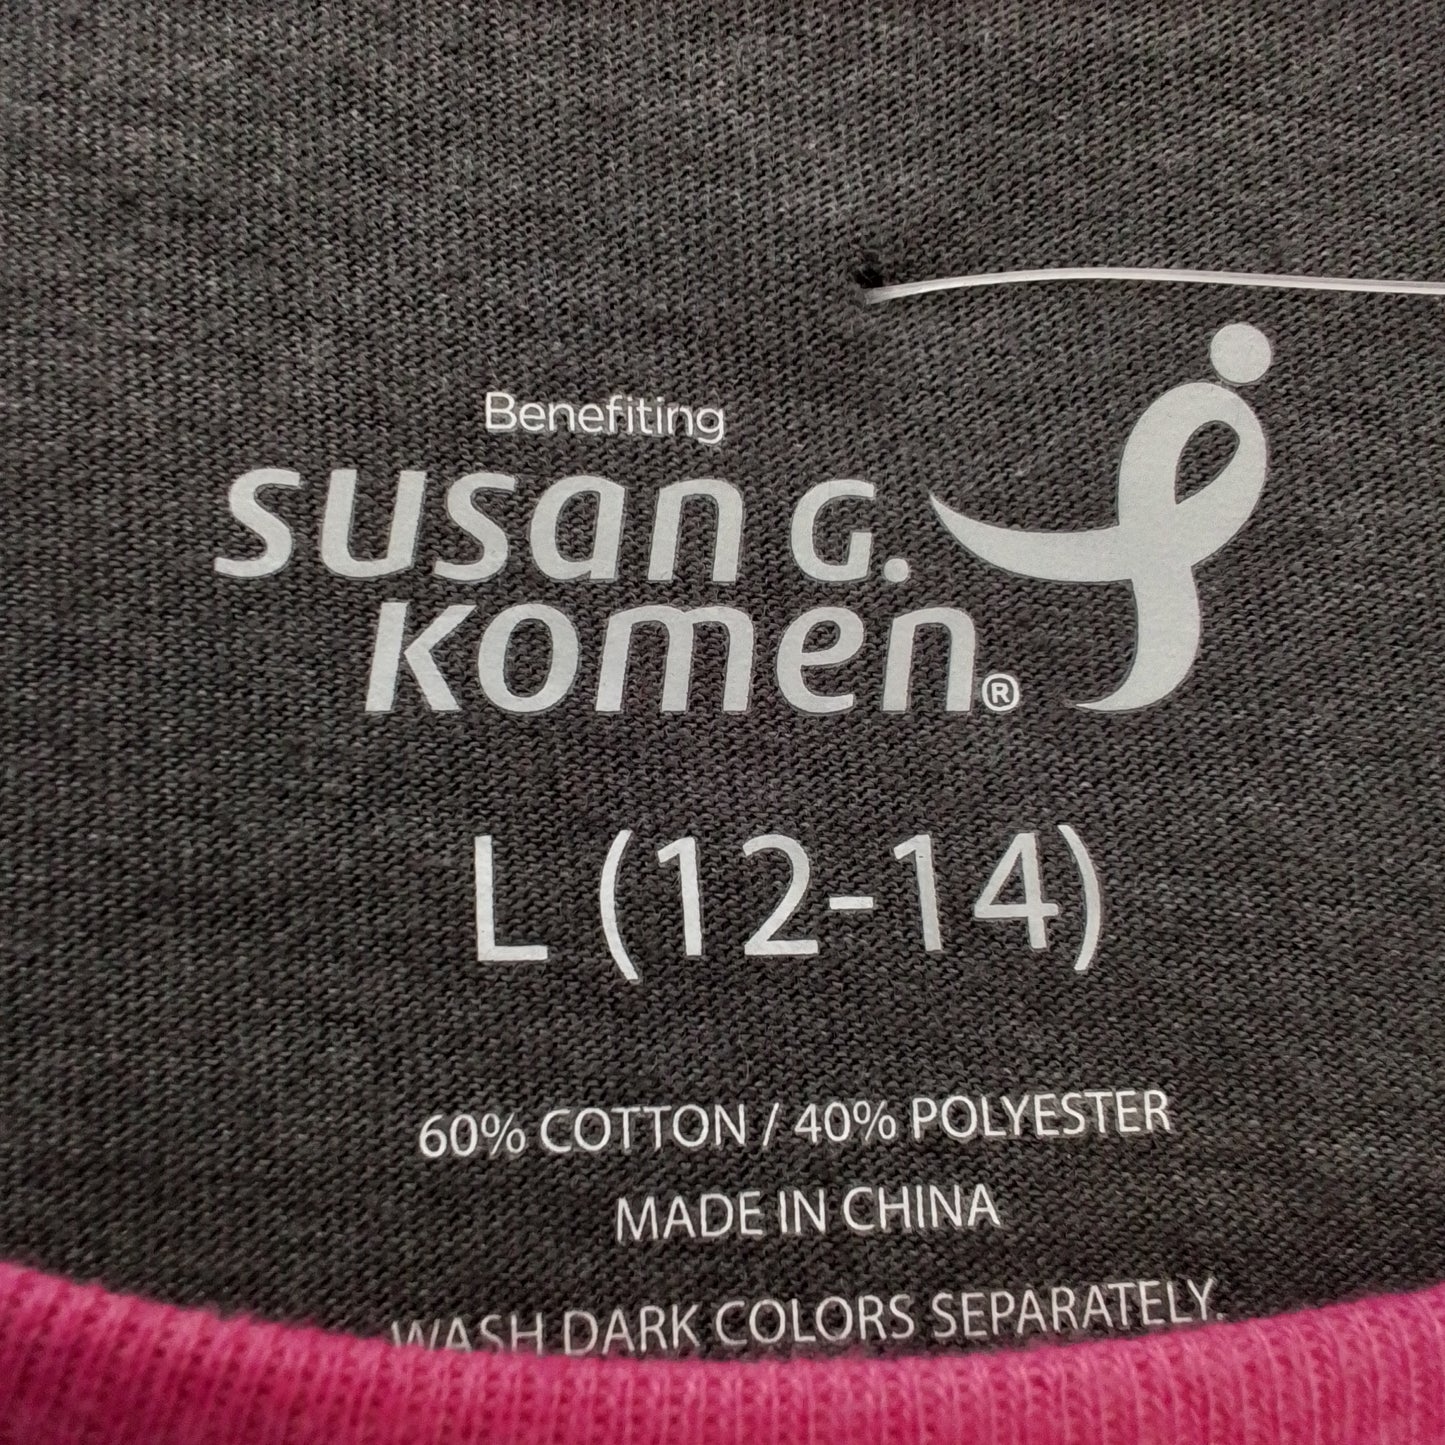 Benefiting
susan G.
Komen®
L (12-14)
60% COTTON / 40% POLYESTER
MADE IN CHINA
WASH DARK COLORS SEPARATELY.